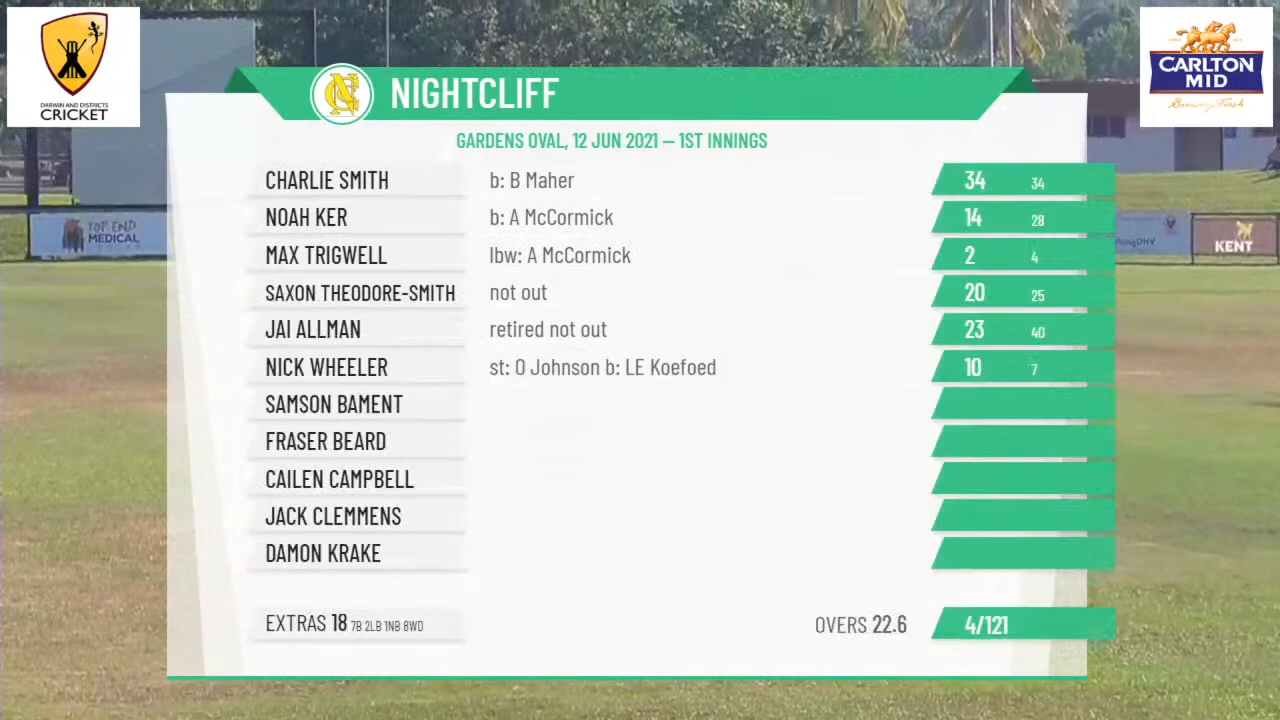 DARWIN AND DISTRICTS
CRICKET
NC
NIGHTCLIFF
CARLTON
MID
Brewery Fresh
GARDENS OVAL, 12 JUN 2021 – 1ST INNINGS
CHARLIE SMITH b: B Maher 34 34
NOAH KER b: A McCormick 14 28
MAX TRIGWELL lbw: A McCormick 2 4
SAXON THEODORE-SMITH not out 20 25
JAI ALLMAN retired not out 23 40
NICK WHEELER st: O Johnson b: LE Koefoed 10 7
SAMSON BAMENT
FRASER BEARD
CAILEN CAMPBELL
JACK CLEMMENS
DAMON KRAKE
EXTRAS 18 7B 2LB 1NB 8WD OVERS 22.6 4/121
TOP END
MEDICAL
KENT